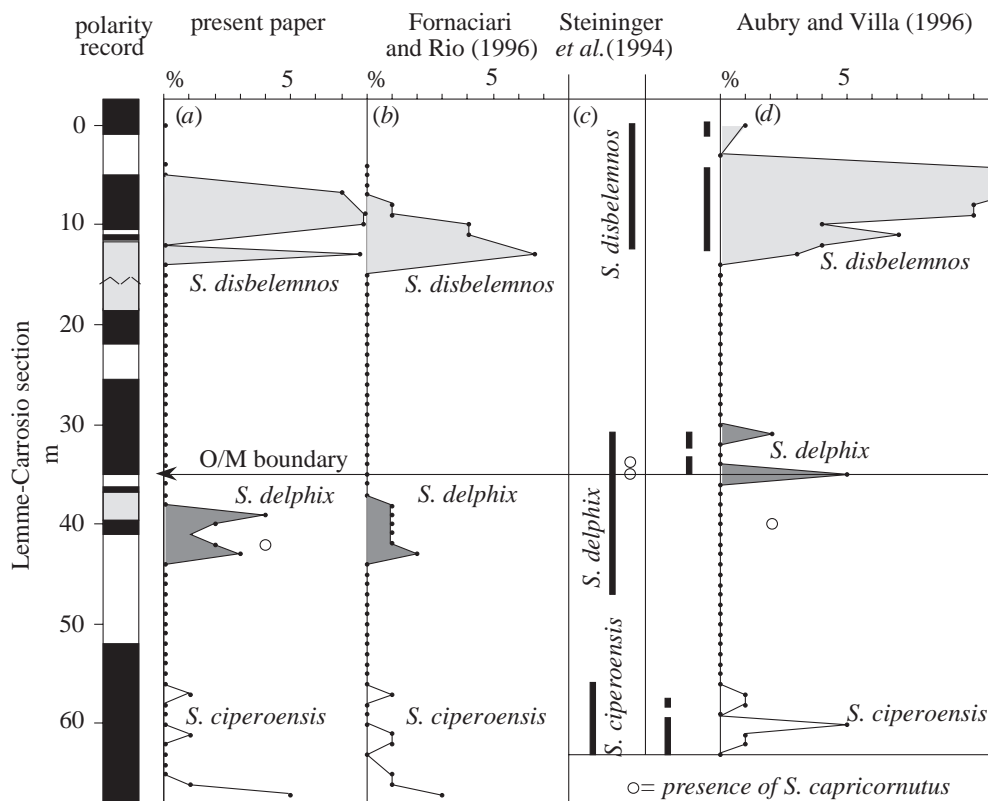 polarity
record
present paper
Fornaciari
and Rio (1996)
Steininger
et al.(1994)
Aubry and Villa (1996)
% 5
% 5
% 5
(a)
(b)
(c)
(d)
0
10
20
30
40
50
60
Lemme-Carrosio section
m
S. disbelemnos
S. disbelemnos
S. disbelemnos
S. disbelemnos
O/M boundary
S. delphix
S. delphix
S. delphix
S. delphix
S. ciperoensis
S. ciperoensis
S. ciperoensis
S. ciperoensis
= presence of S. capricornutus